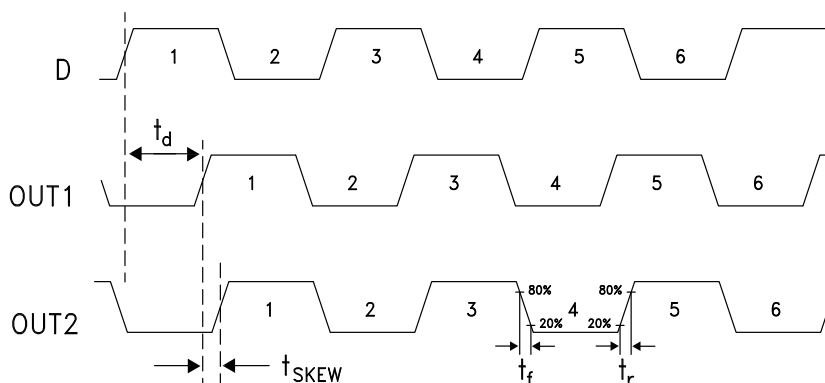 D 1 2 3 4 5 6
t_d
OUT1 1 2 3 4 5 6
OUT2 1 2 3 80% 20% 4 80% 20% 5 6
t_SKEW t_f t_r